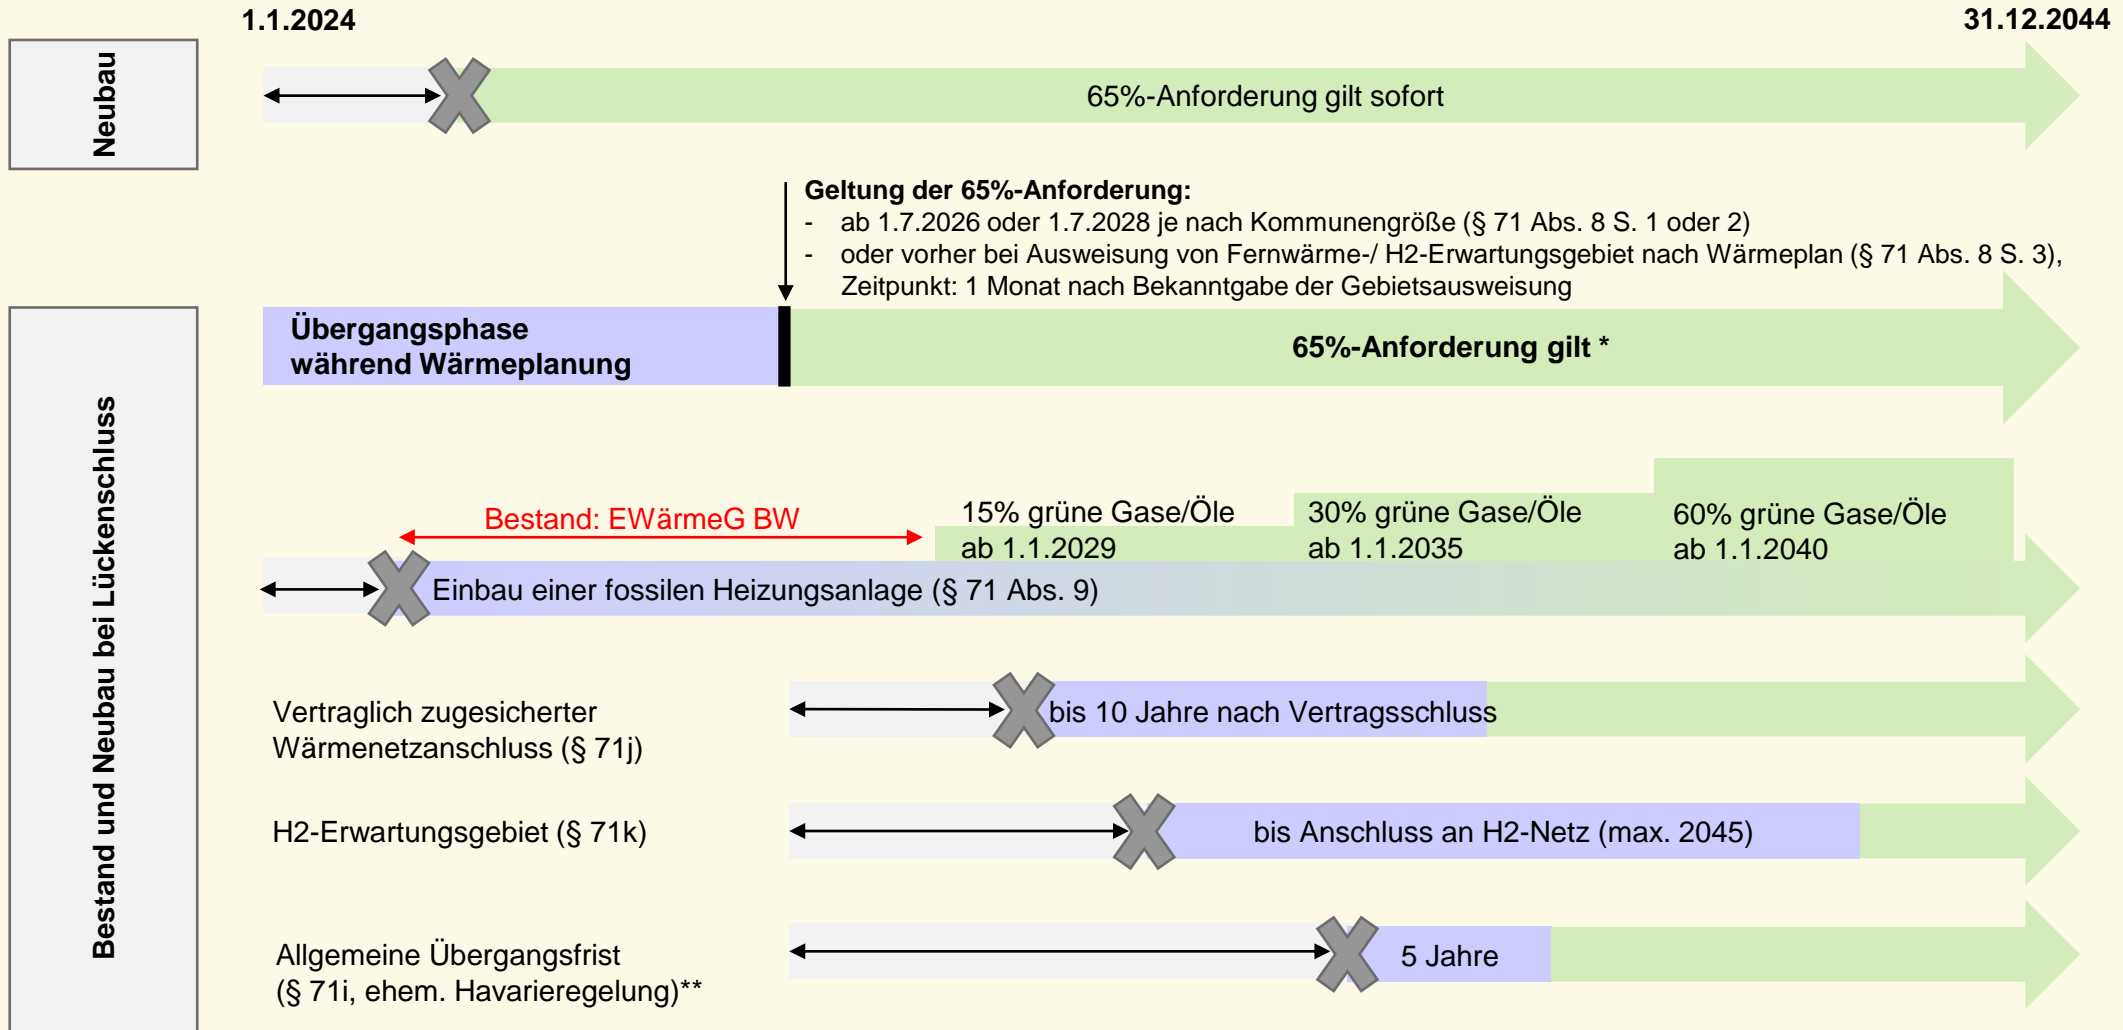 1.1.2024
31.12.2044
Neubau
65%-Anforderung gilt sofort
Geltung der 65%-Anforderung:
- ab 1.7.2026 oder 1.7.2028 je nach Kommunengröße (§ 71 Abs. 8 S. 1 oder 2)
- oder vorher bei Ausweisung von Fernwärme-/ H2-Erwartungsgebiet nach Wärmeplan (§ 71 Abs. 8 S. 3),
Zeitpunkt: 1 Monat nach Bekanntgabe der Gebietsausweisung
Bestand und Neubau bei Lückenschluss
Übergangsphase
während Wärmeplanung
65%-Anforderung gilt *
Bestand: EWärmeG BW
15% grüne Gase/Öle
ab 1.1.2029
30% grüne Gase/Öle
ab 1.1.2035
60% grüne Gase/Öle
ab 1.1.2040
Einbau einer fossilen Heizungsanlage (§ 71 Abs. 9)
Vertraglich zugesicherter
Wärmenetzanschluss (§ 71j)
bis 10 Jahre nach Vertragsschluss
H2-Erwartungsgebiet (§ 71k)
bis Anschluss an H2-Netz (max. 2045)
Allgemeine Übergangsfrist
(§ 71i, ehem. Havarieregelung)**
5 Jahre